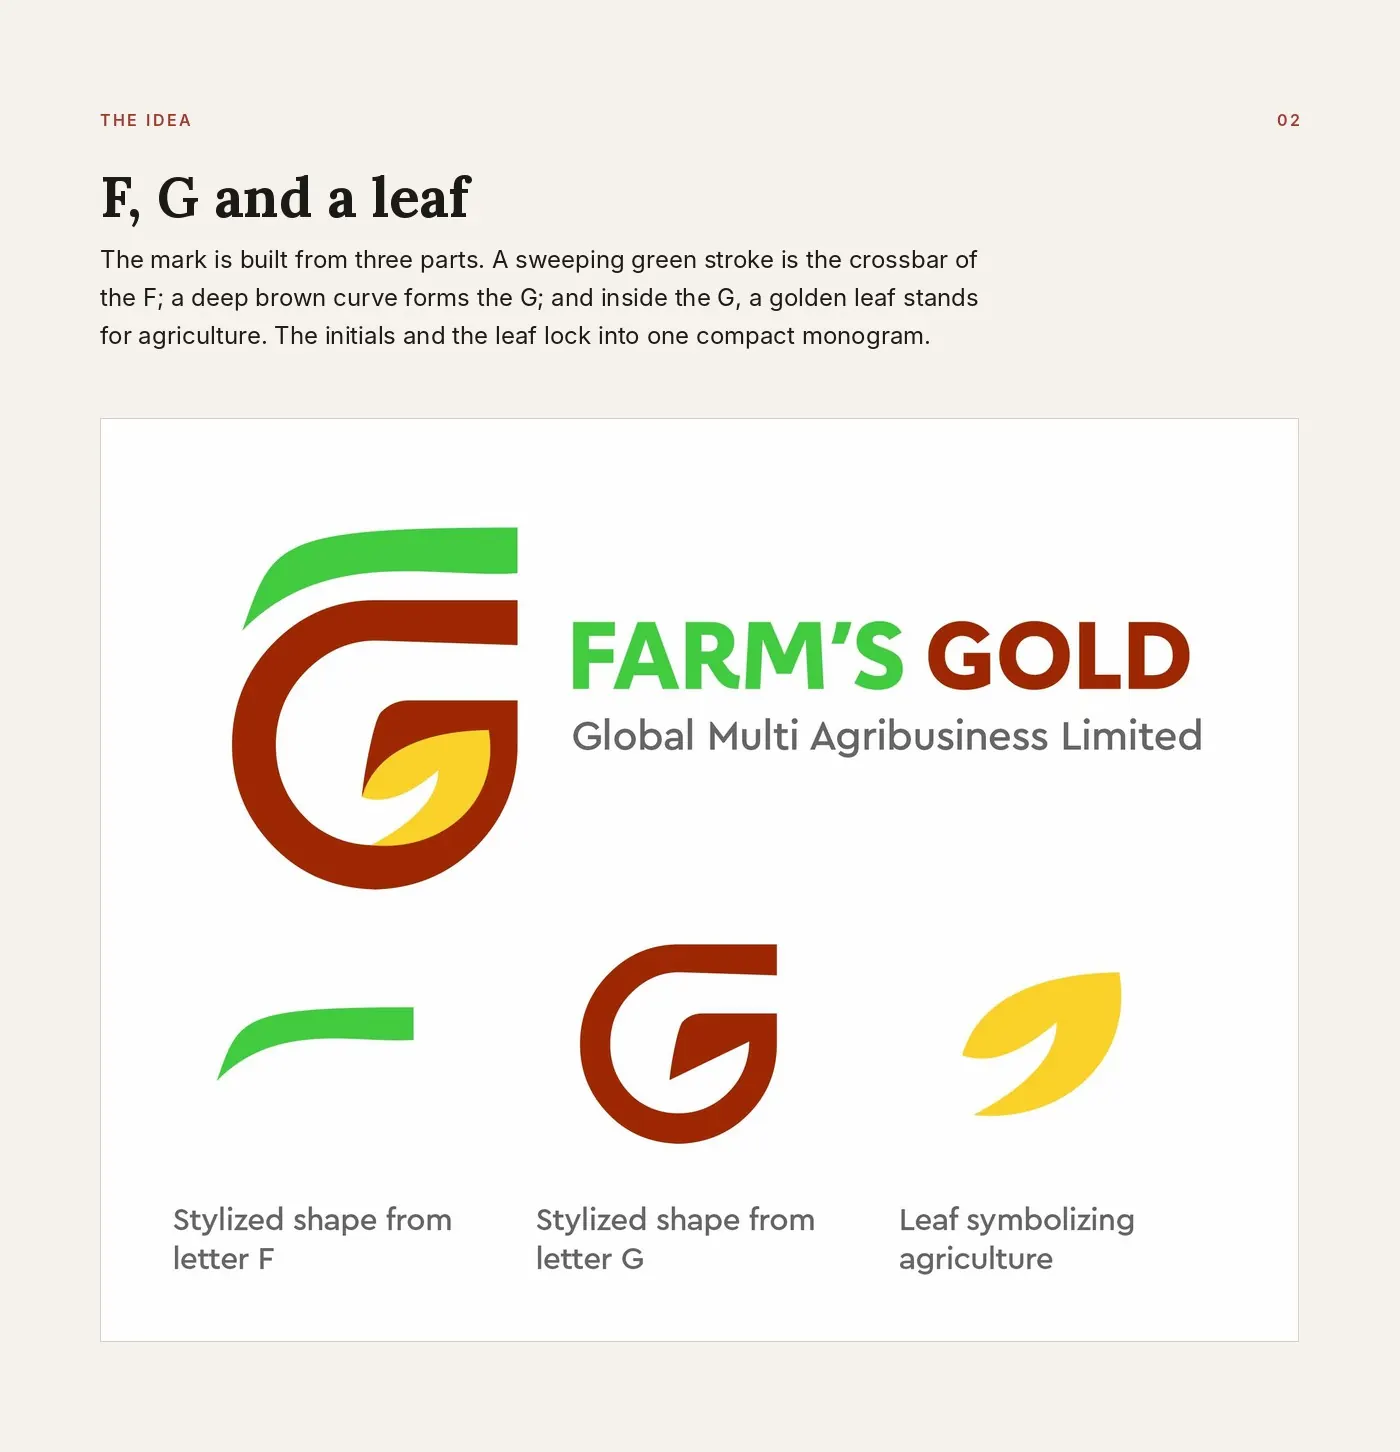 THE IDEA
02
F, G and a leaf
The mark is built from three parts. A sweeping green stroke is the crossbar of
the F; a deep brown curve forms the G; and inside the G, a golden leaf stands
for agriculture. The initials and the leaf lock into one compact monogram.
FARM’S GOLD
Global Multi Agribusiness Limited
Stylized shape from
letter F
Stylized shape from
letter G
Leaf symbolizing
agriculture